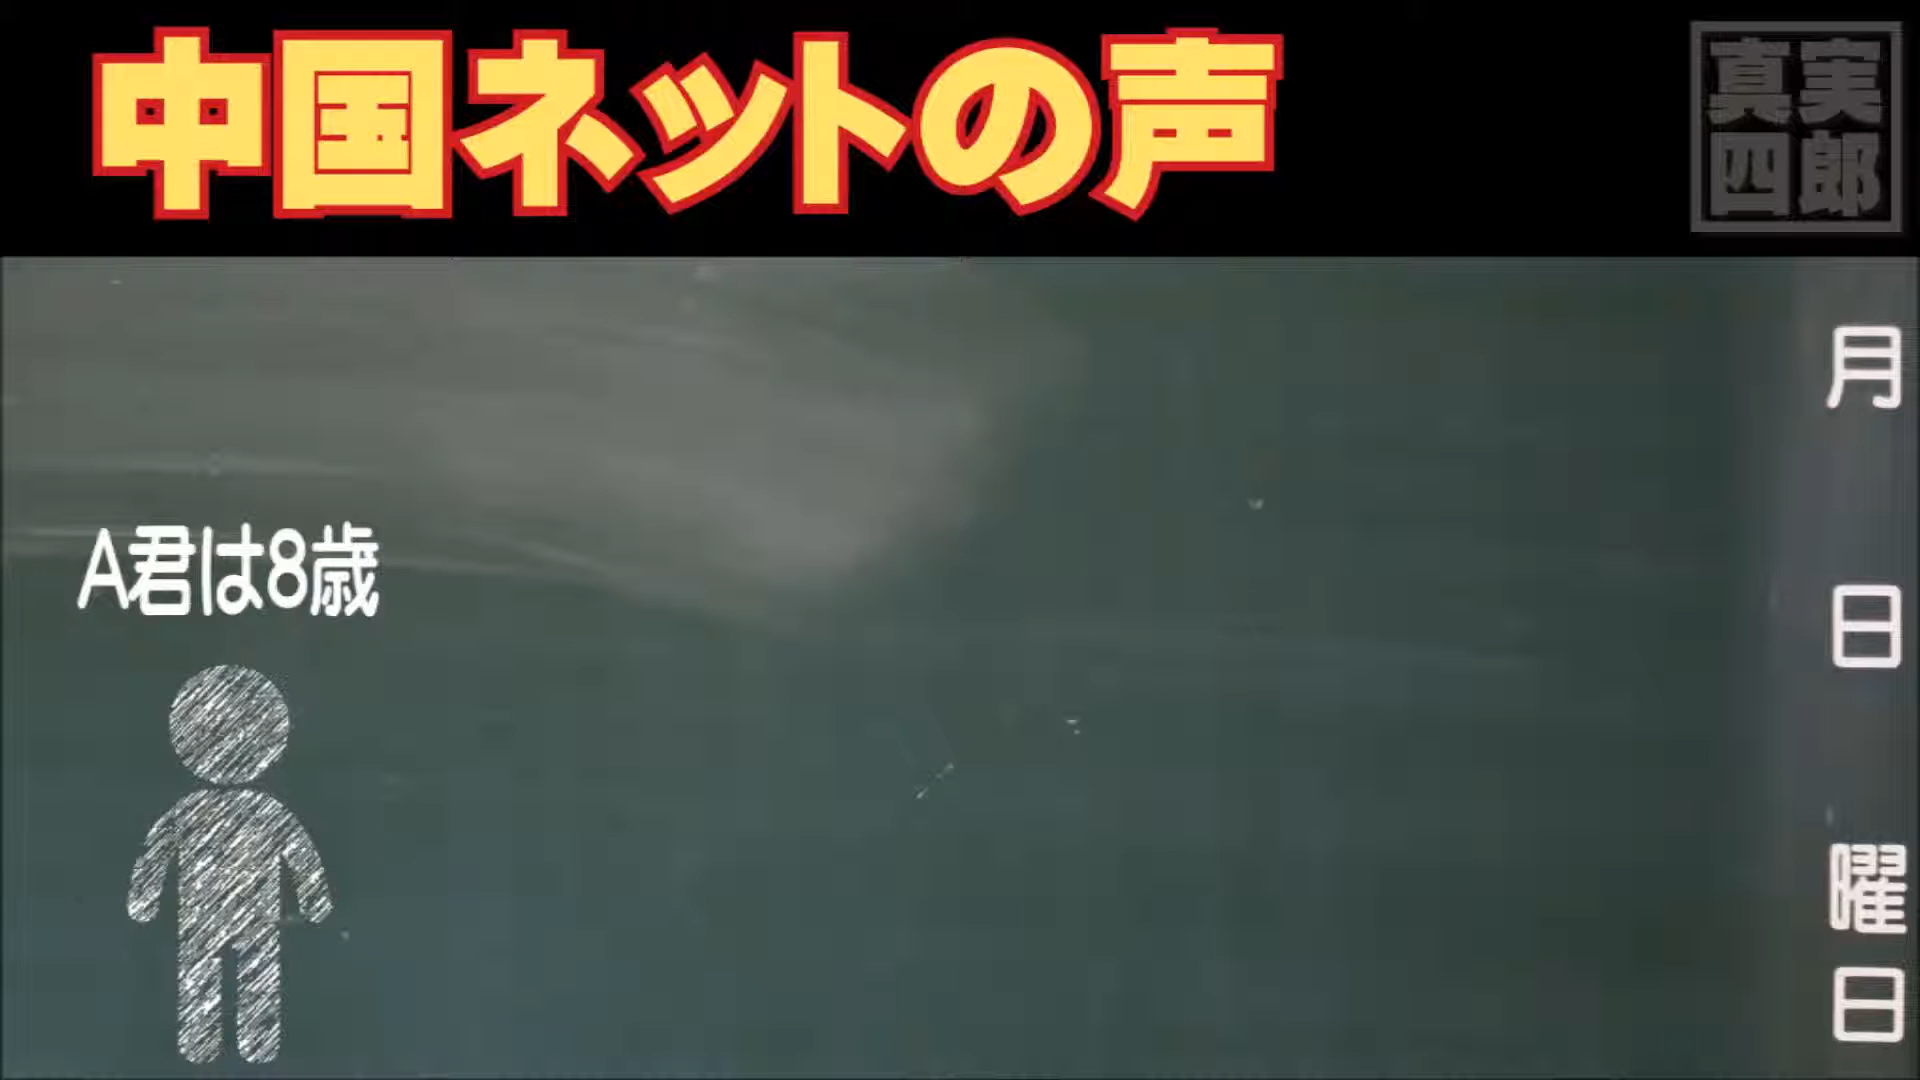 中国ネットの声
真実
四郎
A君は8歳
月
日
曜
日